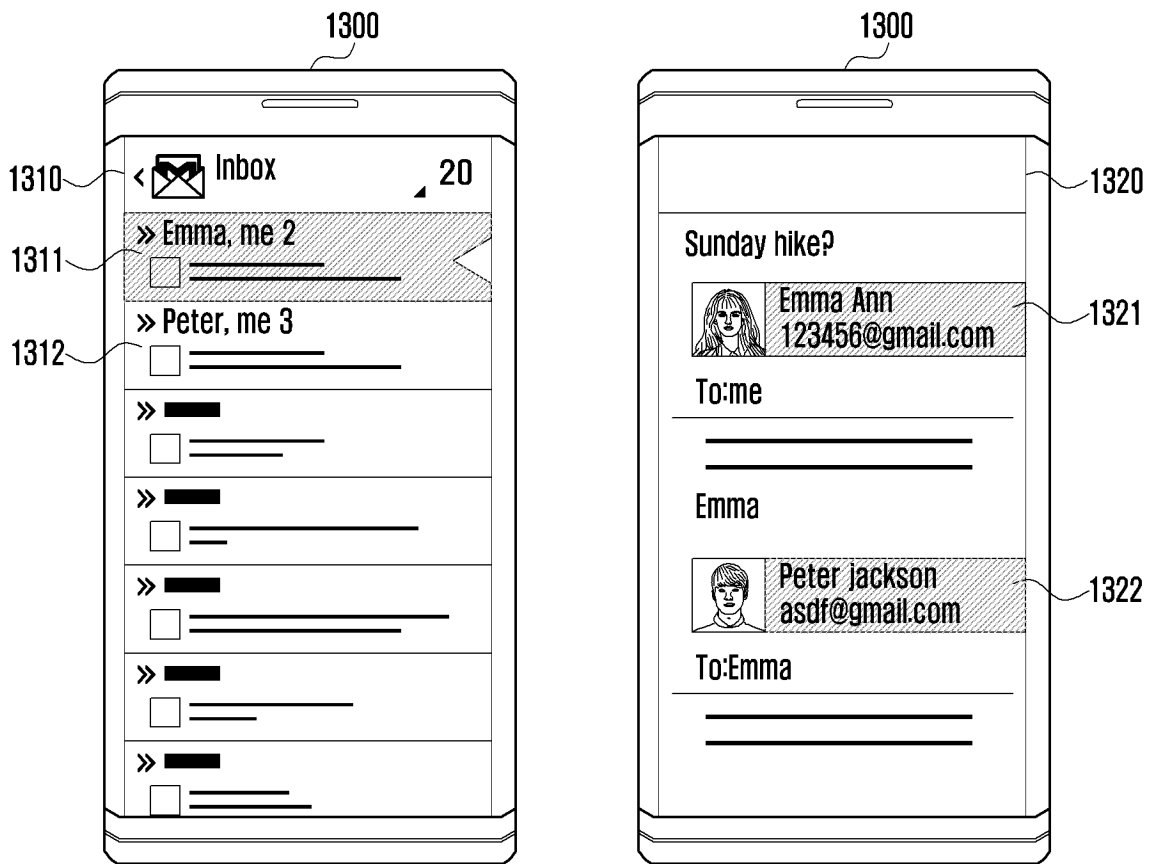 1300
1300
1310
Inbox
20
1311
Emma, me 2
1312
Peter, me 3
1320
Sunday hike?
Emma Ann
123456@gmail.com
1321
To:me
Emma
Peter jackson
asdf@gmail.com
1322
To:Emma